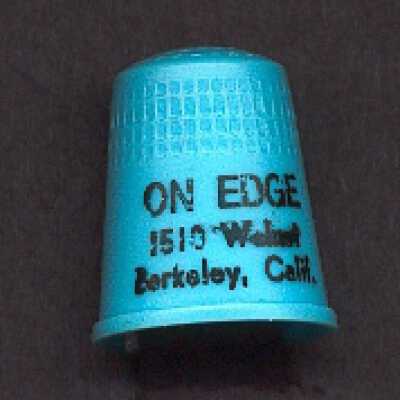 ON EDGE
1510 Walnut
Berkeley, Calif.